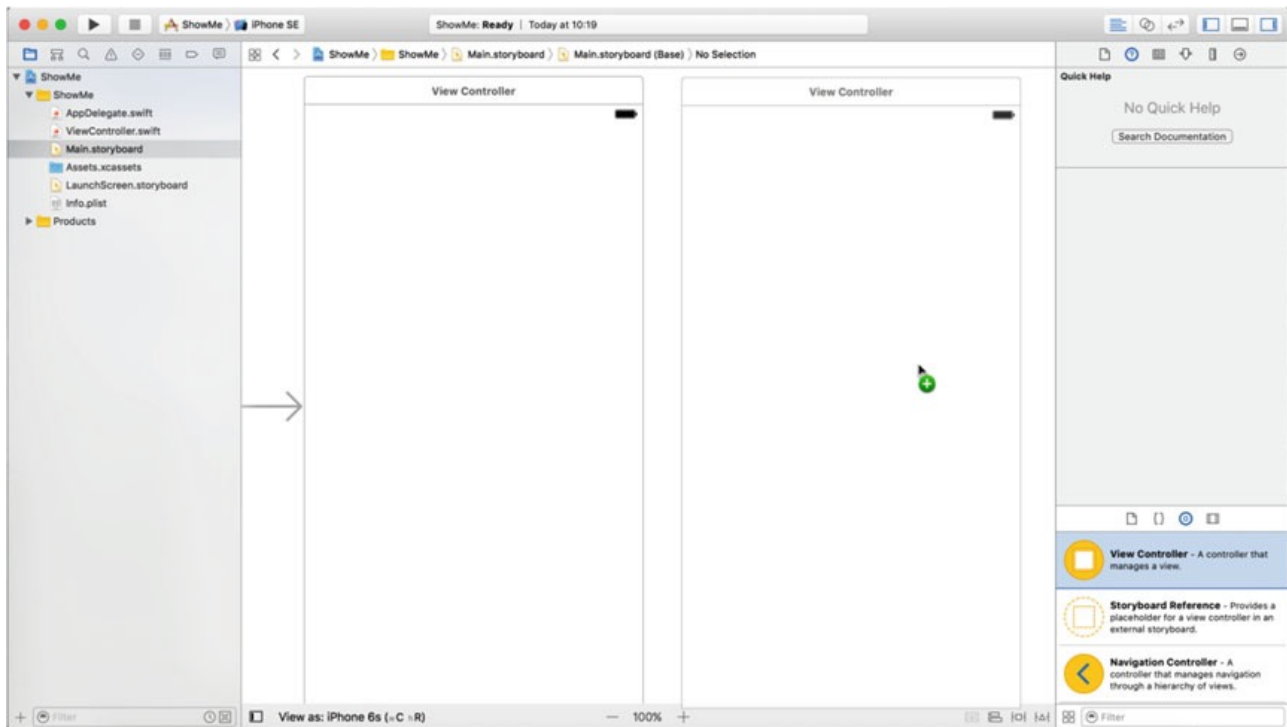 ShowMe
iPhone SE
ShowMe: Ready | Today at 10:19
ShowMe
ShowMe
Main.storyboard
Main.storyboard (Base)
No Selection
ShowMe
ShowMe
AppDelegate.swift
ViewController.swift
Main.storyboard
Assets.xcassets
LaunchScreen.storyboard
Info.plist
Products
View Controller
View Controller
Quick Help
No Quick Help
Search Documentation
View Controller - A controller that
manages a view.
Storyboard Reference - Provides a
placeholder for a view controller in an
external storyboard.
Navigation Controller - A
controller that manages navigation
through a hierarchy of views.
Filter
View as: iPhone 6s (wC hR)
100%
Filter